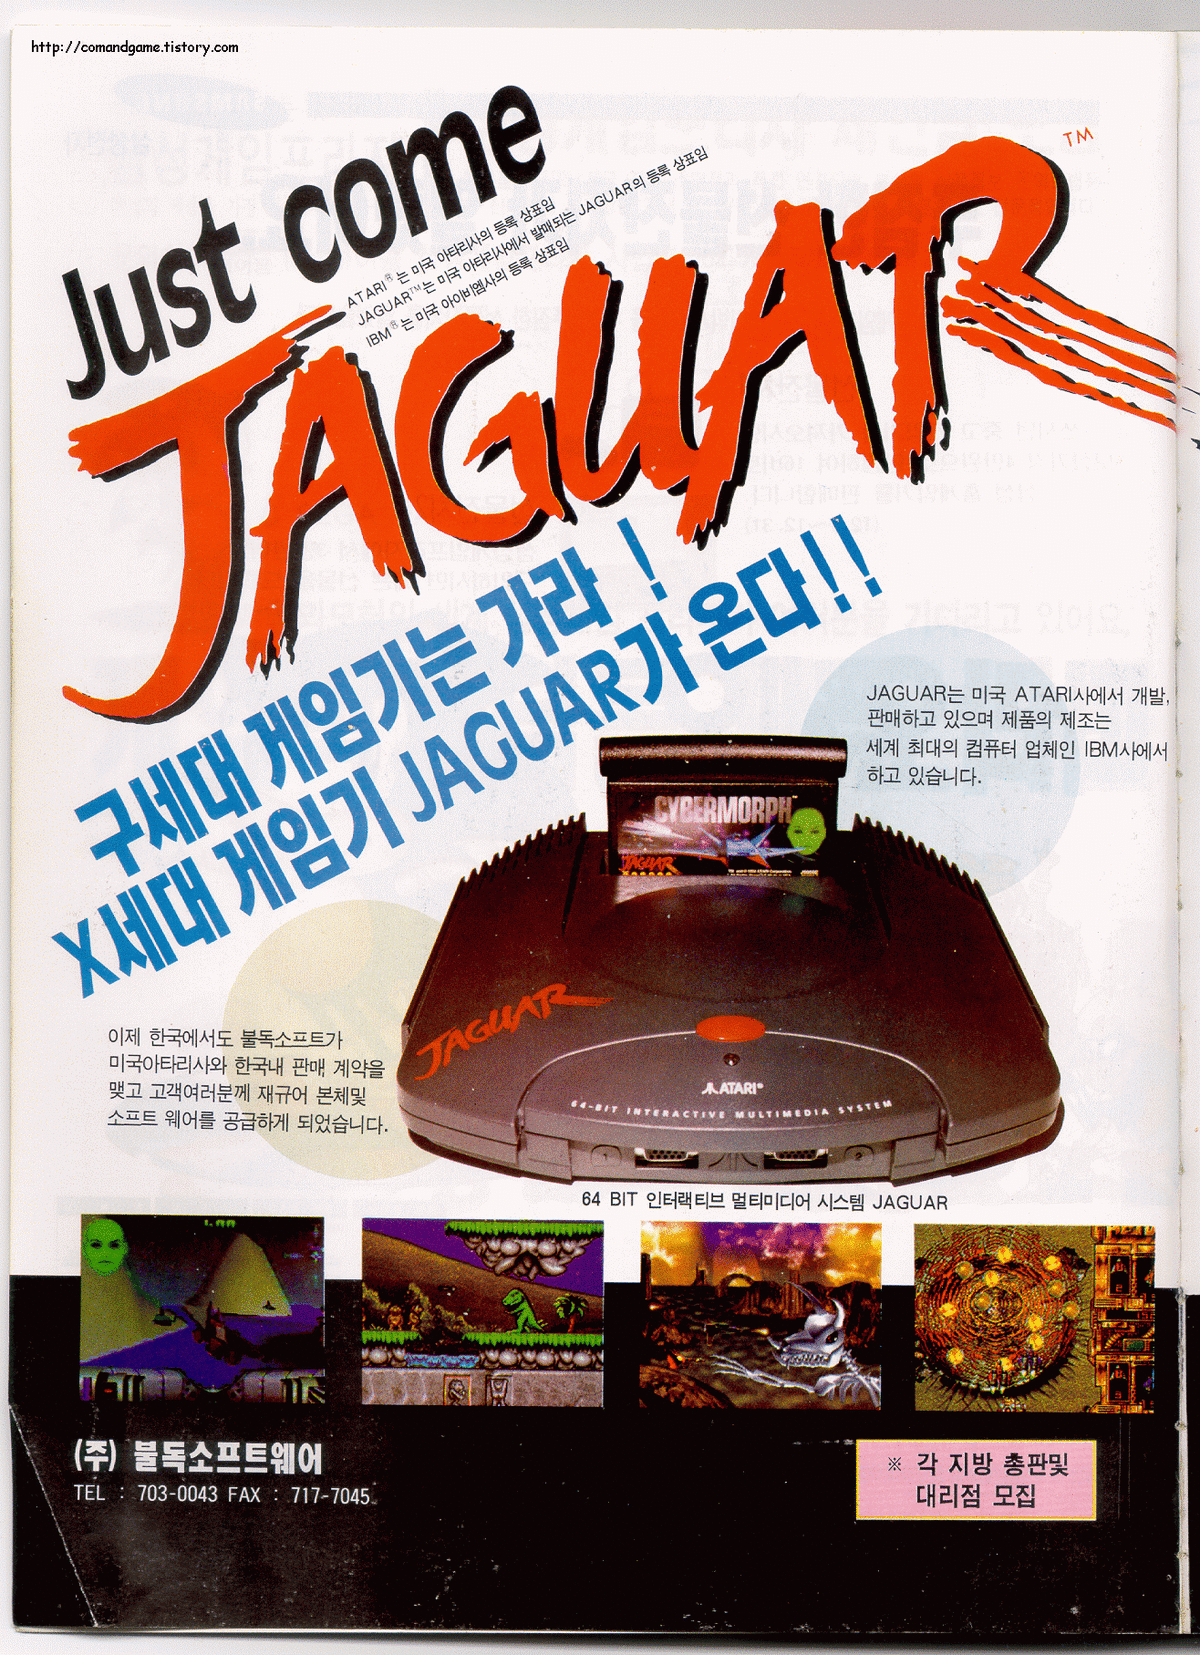 http://comandgame.tistory.com
Just come
ATARI®는 미국 아타리사의 등록 상표임
JAGUAR™는 미국 아타리사에서 발매되는 JAGUAR의 등록 상표임
IBM®는 미국 아이비엠사의 등록 상표임
JAGUAR TM
구세대 게임기는 가라 !
X세대 게임기 JAGUAR가 온다!!
JAGUAR는 미국 ATARI사에서 개발,
판매하고 있으며 제품의 제조는
세계 최대의 컴퓨터 업체인 IBM사에서
하고 있습니다.
CYBERMORPH™
JAGUAR
JAGUAR
ATARI®
64-BIT INTERACTIVE MULTIMEDIA SYSTEM
1
2
이제 한국에서도 불독소프트가
미국아타리사와 한국내 판매 계약을
맺고 고객여러분께 재규어 본체및
소프트 웨어를 공급하게 되었습니다.
64 BIT 인터랙티브 멀티미디어 시스템 JAGUAR
(주) 불독소프트웨어
TEL : 703-0043 FAX : 717-7045
※ 각 지방 총판및
대리점 모집